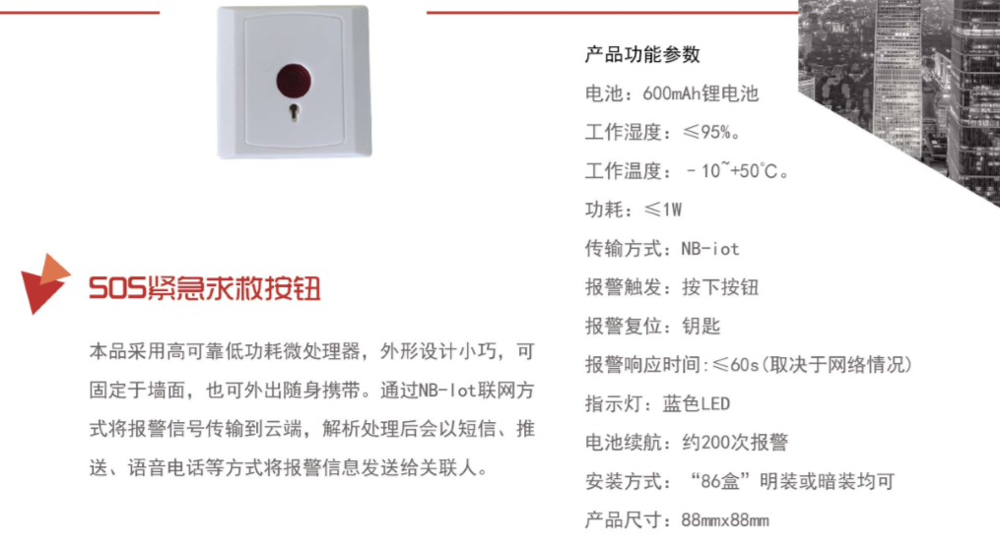 SOS紧急求救按钮
本品采用高可靠低功耗微处理器，外形设计小巧，可
固定于墙面，也可外出随身携带。通过NB-Iot联网方
式将报警信号传输到云端，解析处理后会以短信、推
送、语音电话等方式将报警信息发送给关联人。
产品功能参数
电池：600mAh锂电池
工作湿度：≤95%。
工作温度：﹣10~+50℃。
功耗：≤1W
传输方式：NB-iot
报警触发：按下按钮
报警复位：钥匙
报警响应时间:≤60s(取决于网络情况)
指示灯：蓝色LED
电池续航：约200次报警
安装方式：“86盒”明装或暗装均可
产品尺寸：88mmx88mm